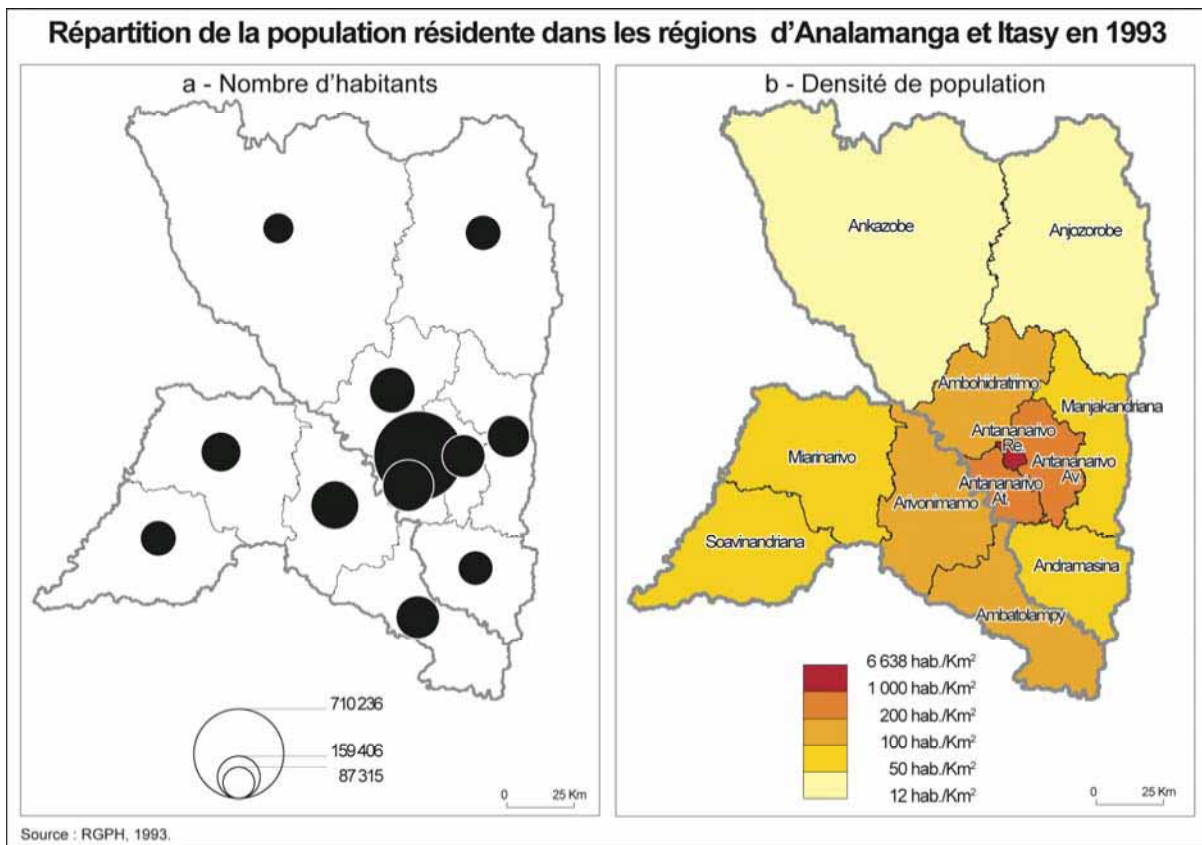 Répartition de la population résidente dans les régions d'Analamanga et Itasy en 1993
a - Nombre d'habitants
710 236
159 406
87 315
0 25 Km
b - Densité de population
Ankazobe
Anjozorobe
Ambohidratrimo
Manjakandriana
Antananarivo
Re.
Miarinarivo
Antananarivo
Av.
Antananarivo
At.
Arivonimamo
Soavinandriana
Andramasina
Ambatolampy
6 638 hab./Km²
1 000 hab./Km²
200 hab./Km²
100 hab./Km²
50 hab./Km²
12 hab./Km²
0 25 Km
Source : RGPH, 1993.